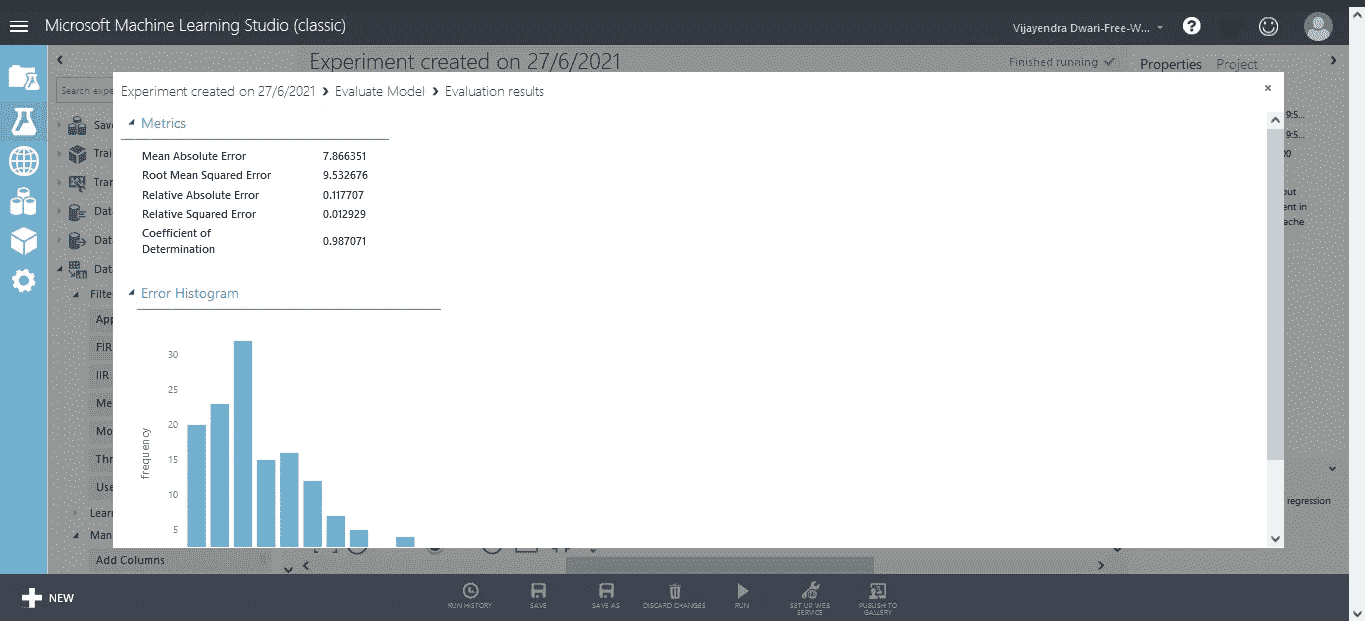 Microsoft Machine Learning Studio (classic)
Vijayendra Dwari-Free-W...
?
Experiment created on 27/6/2021
Finished running ✓
Properties Project
Search expe
Experiment created on 27/6/2021 > Evaluate Model > Evaluation results
×
Metrics
Mean Absolute Error 7.866351
Root Mean Squared Error 9.532676
Relative Absolute Error 0.117707
Relative Squared Error 0.012929
Coefficient of
Determination 0.987071
Error Histogram
30
25
20
15
10
5
frequency
Sav
Trai
Tran
Dat
Dat
Dat
Filte
App
FIR
IIR
Me
Mo
Thr
Use
Lear
Man
Add Columns
9:5...
9:5...
00
out
ent in
ache
regression
NEW
RUN HISTORY
SAVE
SAVE AS
DISCARD CHANGES
RUN
SET UP WEB
SERVICE
PUBLISH TO
GALLERY